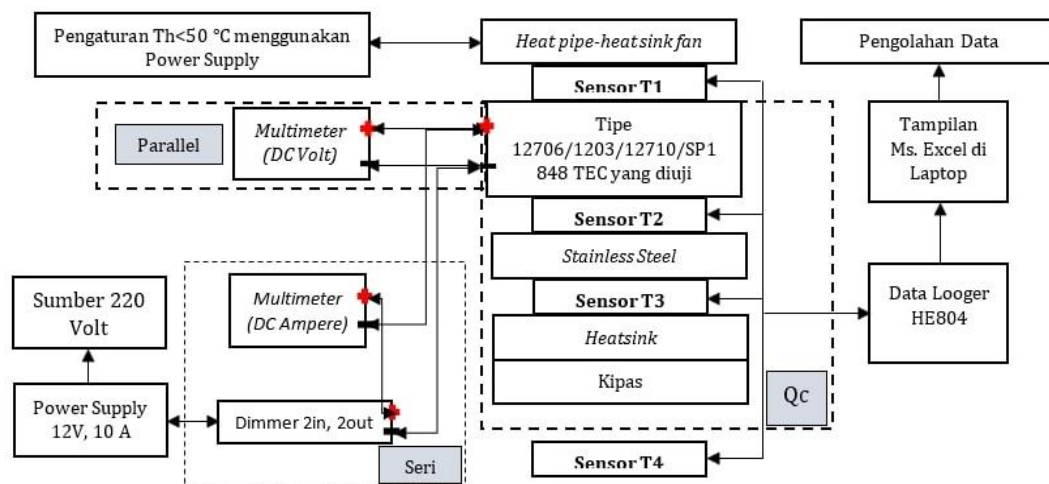 Pengaturan Th<50 °C menggunakan
Power Supply
Heat pipe-heat sink fan
Pengolahan Data
Sensor T1
Parallel
Multimeter
(DC Volt)
Tipe
12706/1203/12710/SP1
848 TEC yang diuji
Tampilan
Ms. Excel di
Laptop
Sensor T2
Stainless Steel
Sumber 220
Volt
Multimeter
(DC Ampere)
Sensor T3
Heatsink
Kipas
Data Looger
HE804
Qc
Power Supply
12V, 10 A
Dimmer 2in, 2out
Seri
Sensor T4